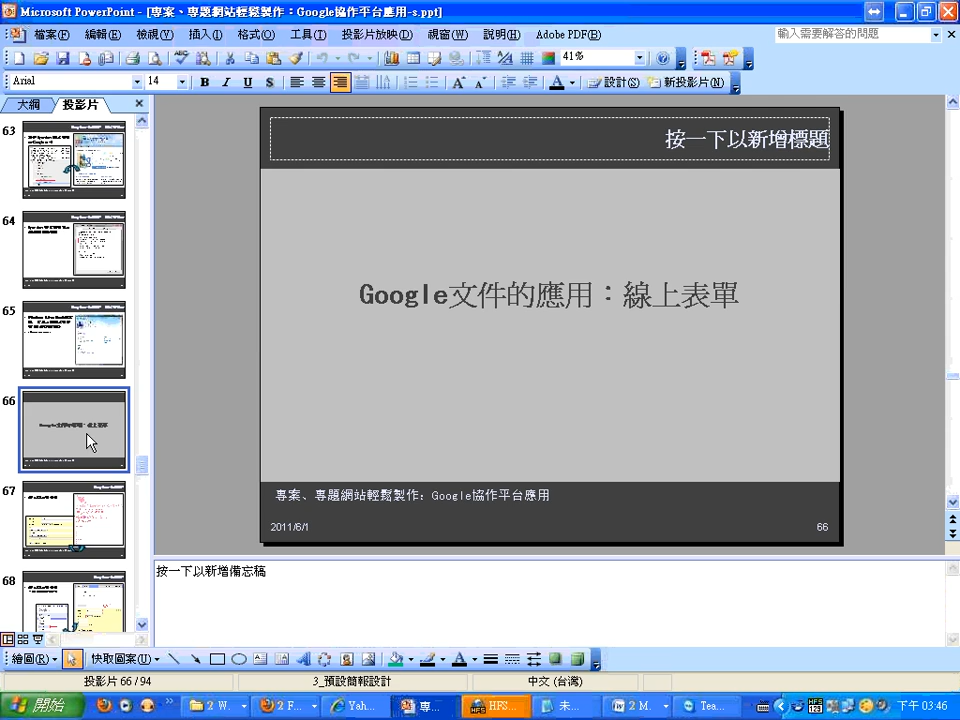 Microsoft PowerPoint - [專案、專題網站輕鬆製作：Google協作平台應用-s.ppt]
檔案(F) 編輯(E) 檢視(V) 插入(I) 格式(O) 工具(T) 投影片放映(D) 視窗(W) 說明(H) Adobe PDF(B) 輸入需要解答的問題
41%
Arial 14 B I U S A A A 設計(S) 新投影片(N)
大綱 投影片
63
64
65
66
67
68
按一下以新增標題
Google文件的應用：線上表單
專案、專題網站輕鬆製作：Google協作平台應用
2011/6/1 66
按一下以新增備忘稿
繪圖(R) 快取圖案(U)
投影片 66 / 94 3_預設簡報設計 中文 (台灣)
開始 2 W. 2 F.. Yah... 專... HFS... 未... 2 M. Tea... 下午 03:46